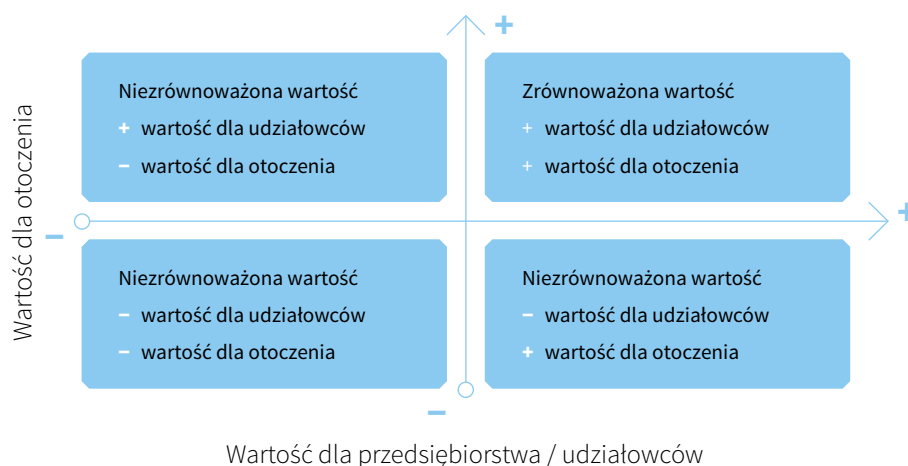 +
Niezrównoważona wartość
+ wartość dla udziałowców
− wartość dla otoczenia
Zrównoważona wartość
+ wartość dla udziałowców
+ wartość dla otoczenia
Wartość dla otoczenia
−
+
Niezrównoważona wartość
− wartość dla udziałowców
− wartość dla otoczenia
Niezrównoważona wartość
− wartość dla udziałowców
+ wartość dla otoczenia
−
Wartość dla przedsiębiorstwa / udziałowców